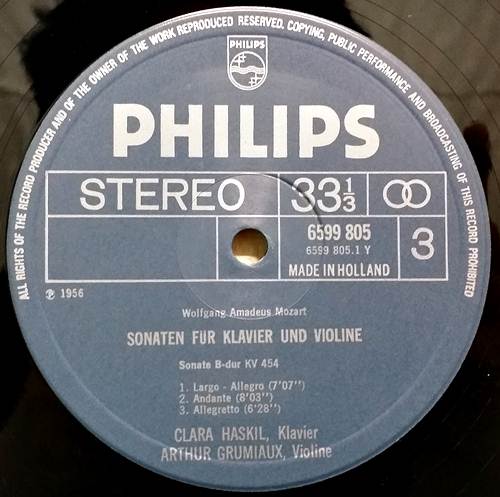 ALL RIGHTS OF THE RECORD PRODUCER AND OF THE OWNER OF THE WORK REPRODUCED RESERVED. COPYING, PUBLIC PERFORMANCE AND BROADCASTING OF THIS RECORD PROHIBITED
PHILIPS
PHILIPS
STEREO
33 1/3
6599 805
6599 805.1 Y
3
MADE IN HOLLAND
℗ 1956
Wolfgang Amadeus Mozart
SONATEN FÜR KLAVIER UND VIOLINE
Sonate B-dur KV 454
1. Largo - Allegro (7'07'')
2. Andante (8'03'')
3. Allegretto (6'28'')
CLARA HASKIL, Klavier
ARTHUR GRUMIAUX, Violine